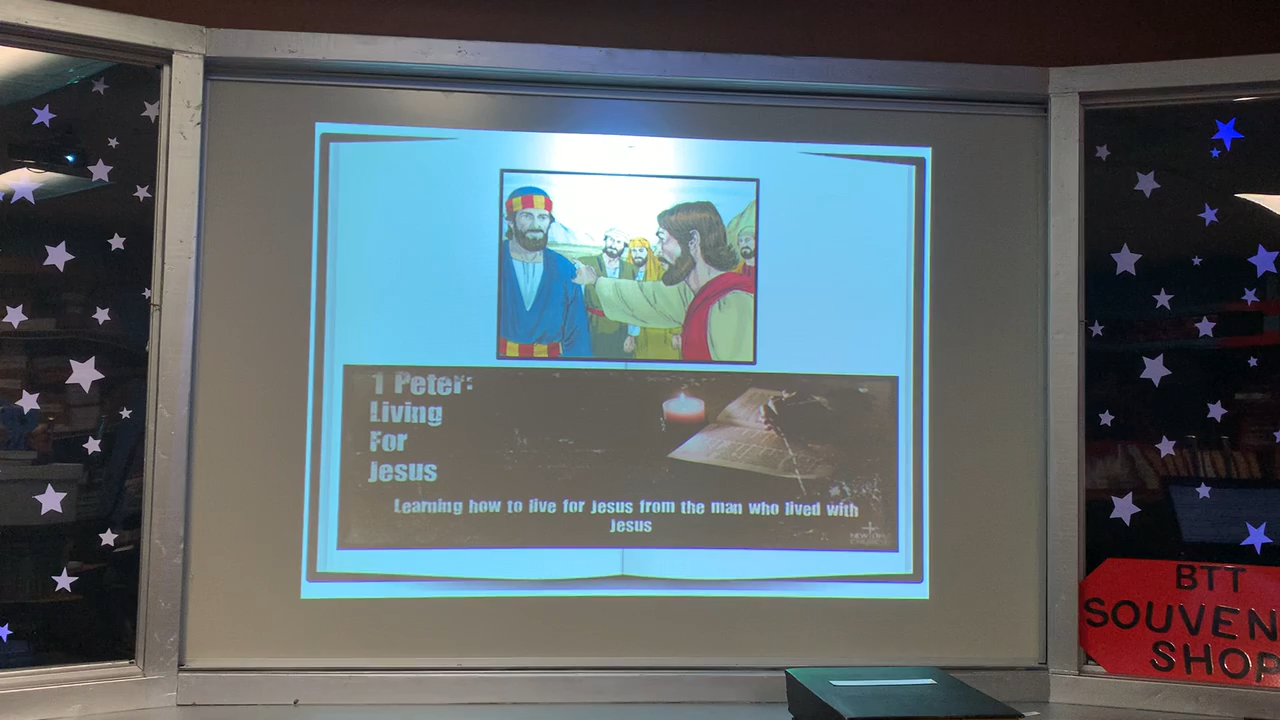 1 Peter:
Living
For
Jesus
Learning how to live for Jesus from the man who lived with
Jesus
CHURCH
BTT
SOUVEN
SHOP